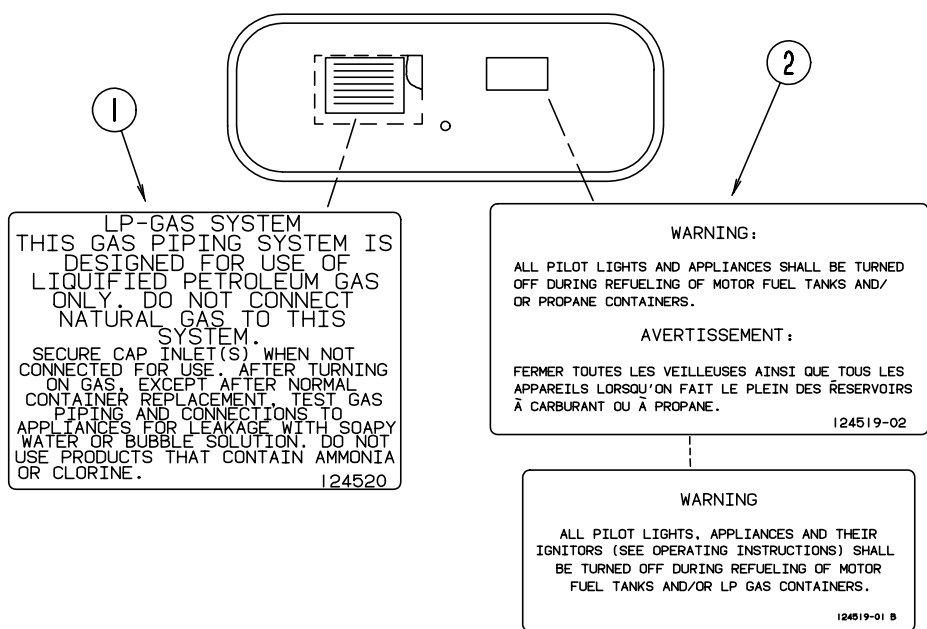 1
2
LP-GAS SYSTEM
THIS GAS PIPING SYSTEM IS
DESIGNED FOR USE OF
LIQUIFIED PETROLEUM GAS
ONLY. DO NOT CONNECT
NATURAL GAS TO THIS
SYSTEM.
SECURE CAP INLET(S) WHEN NOT
CONNECTED FOR USE. AFTER TURNING
ON GAS, EXCEPT AFTER NORMAL
CONTAINER REPLACEMENT, TEST GAS
PIPING AND CONNECTIONS TO
APPLIANCES FOR LEAKAGE WITH SOAPY
WATER OR BUBBLE SOLUTION. DO NOT
USE PRODUCTS THAT CONTAIN AMMONIA
OR CLORINE.
124520
WARNING:
ALL PILOT LIGHTS AND APPLIANCES SHALL BE TURNED
OFF DURING REFUELING OF MOTOR FUEL TANKS AND/
OR PROPANE CONTAINERS.
AVERTISSEMENT:
FERMER TOUTES LES VEILLEUSES AINSI QUE TOUS LES
APPAREILS LORSQU'ON FAIT LE PLEIN DES RESERVOIRS
À CARBURANT OU À PROPANE.
124519-02
WARNING
ALL PILOT LIGHTS, APPLIANCES AND THEIR
IGNITORS (SEE OPERATING INSTRUCTIONS) SHALL
BE TURNED OFF DURING REFUELING OF MOTOR
FUEL TANKS AND/OR LP GAS CONTAINERS.
124519-01 B